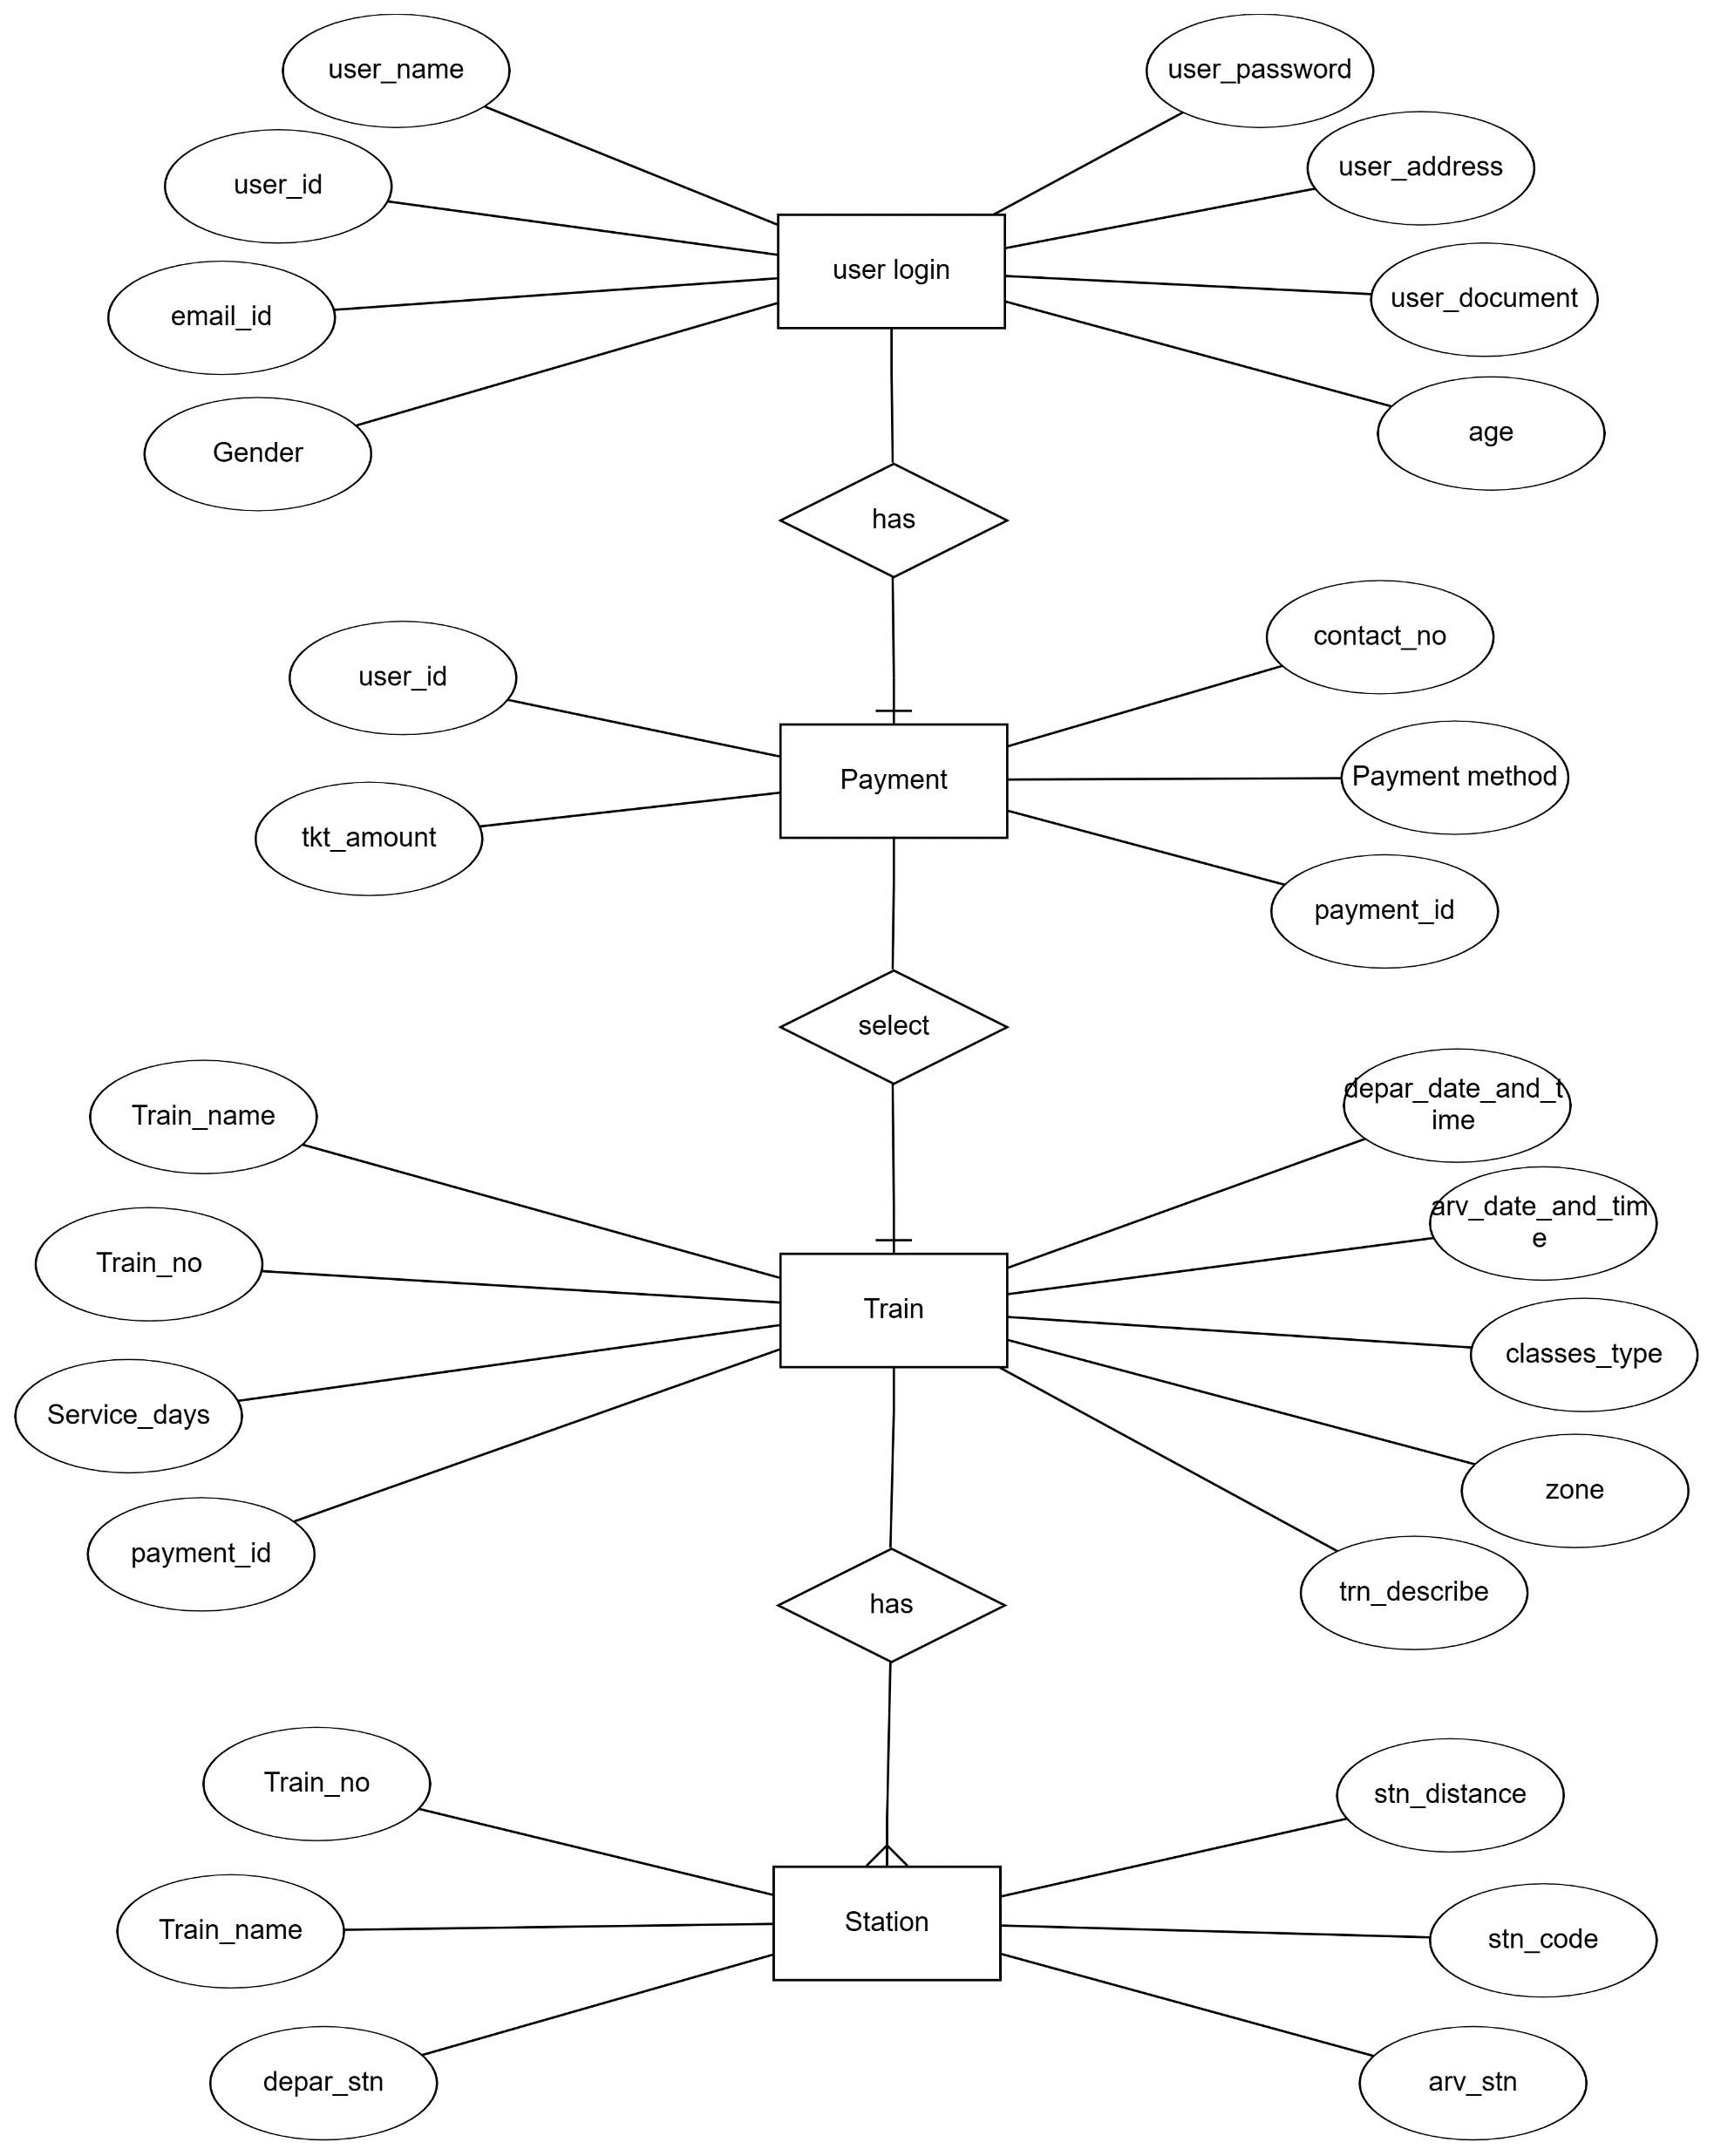 user_name
user_password
user_id
user_address
user login
email_id
user_document
Gender
age
has
user_id
contact_no
Payment
Payment method
tkt_amount
payment_id
select
Train_name
depar_date_and_t
ime
Train_no
arv_date_and_tim
e
Train
classes_type
Service_days
zone
payment_id
trn_describe
has
Train_no
stn_distance
Train_name
Station
stn_code
depar_stn
arv_stn